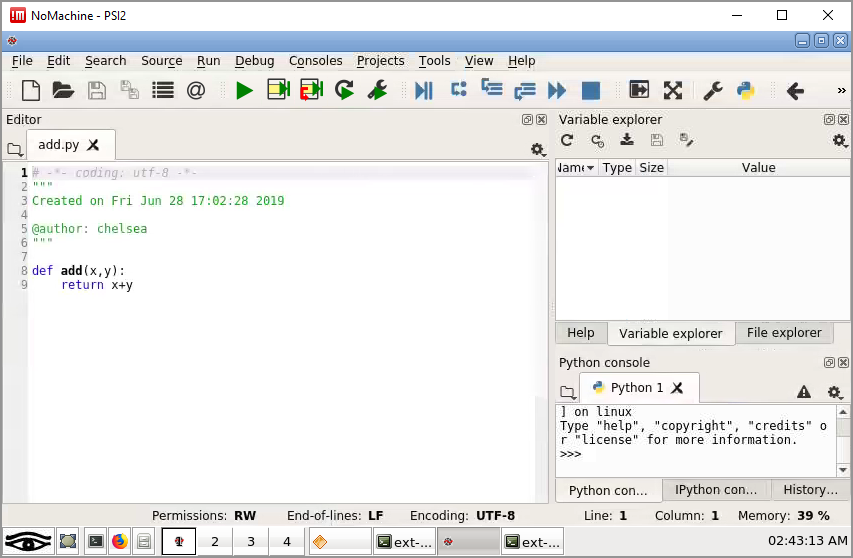 NoMachine - PSI2
File Edit Search Source Run Debug Consoles Projects Tools View Help
@ »
Editor
add.py
1 # -*- coding: utf-8 -*-
2 """
3 Created on Fri Jun 28 17:02:28 2019
4
5 @author: chelsea
6 """
7
8 def add(x,y):
9 return x+y
Variable explorer
Name Type Size Value
Help Variable explorer File explorer
Python console
Python 1
] on linux
Type "help", "copyright", "credits" o
r "license" for more information.
>>>
Python con... IPython con... History...
Permissions: RW End-of-lines: LF Encoding: UTF-8 Line: 1 Column: 1 Memory: 39 %
1 2 3 4 ext-... ext-... 02:43:13 AM